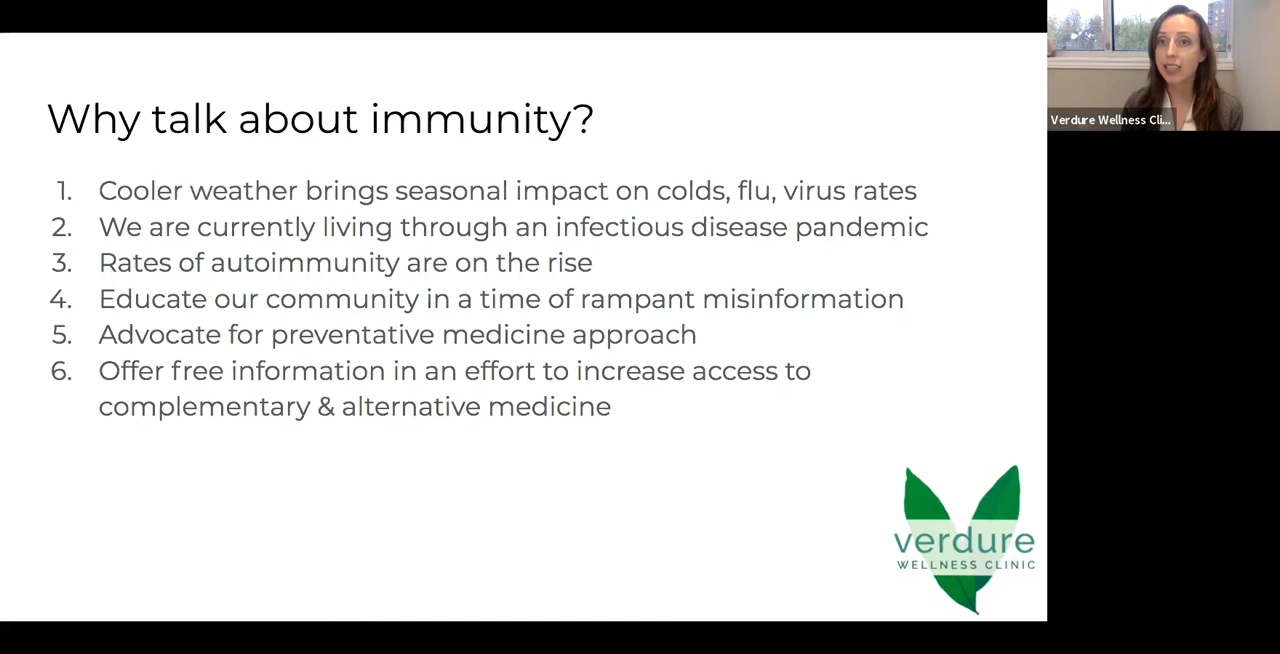 Why talk about immunity?
1. Cooler weather brings seasonal impact on colds, flu, virus rates
2. We are currently living through an infectious disease pandemic
3. Rates of autoimmunity are on the rise
4. Educate our community in a time of rampant misinformation
5. Advocate for preventative medicine approach
6. Offer free information in an effort to increase access to
complementary & alternative medicine
verdure
WELLNESS CLINIC
Verdure Wellness Cli...